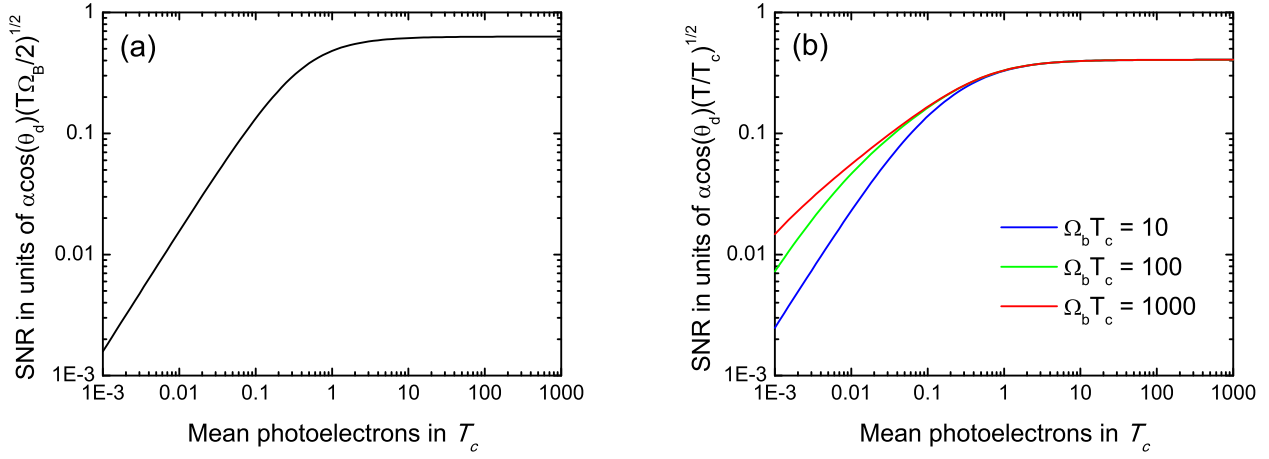 (a)
SNR in units of αcos(θd)(TΩB/2)1/2
1
0.1
0.01
1E-3
1E-3 0.01 0.1 1 10 100 1000
Mean photoelectrons in Tc
(b)
SNR in units of αcos(θd)(T/Tc)1/2
1
0.1
0.01
1E-3
ΩbTc = 10
ΩbTc = 100
ΩbTc = 1000
1E-3 0.01 0.1 1 10 100 1000
Mean photoelectrons in Tc